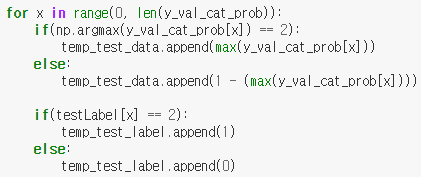 for x in range(0, len(y_val_cat_prob)):
    if(np.argmax(y_val_cat_prob[x]) == 2):
        temp_test_data.append(max(y_val_cat_prob[x]))
    else:
        temp_test_data.append(1 - (max(y_val_cat_prob[x])))

    if(testLabel[x] == 2):
        temp_test_label.append(1)
    else:
        temp_test_label.append(0)